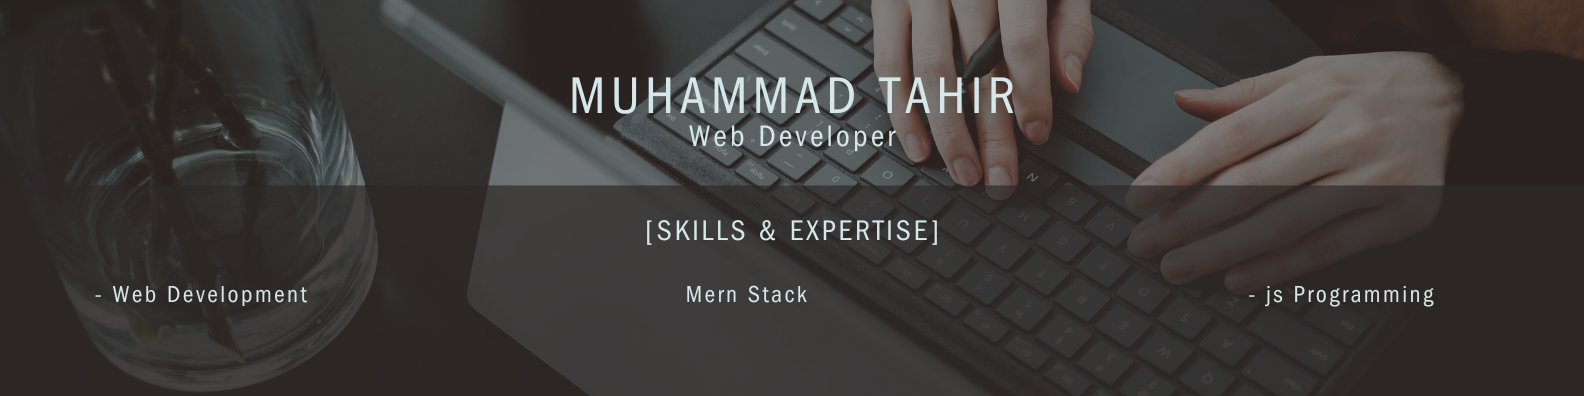 MUHAMMAD TAHIR
Web Developer
[SKILLS & EXPERTISE]
- Web Development
Mern Stack
- js Programming